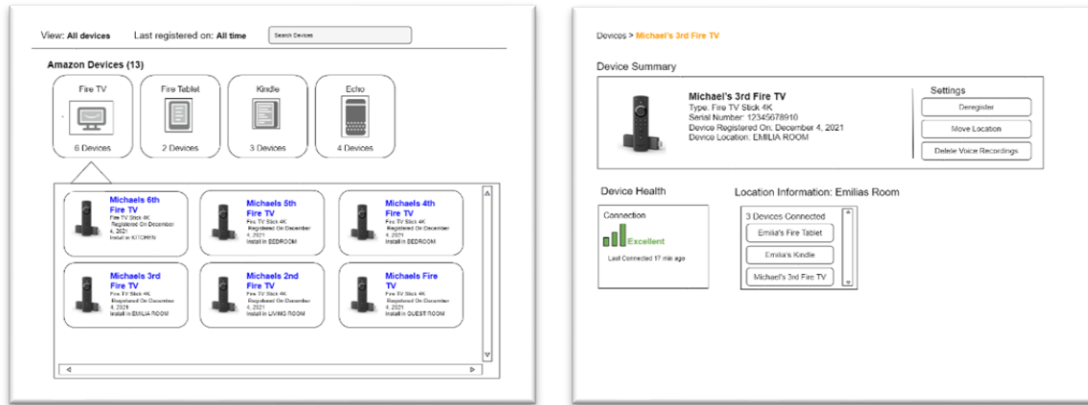 View: All devices Last registered on: All time Search Devices
Amazon Devices (13)
Fire TV
6 Devices
Fire Tablet
2 Devices
Kindle
3 Devices
Echo
4 Devices
Michaels 6th
Fire TV
Fire TV Stick 4K
Registered On December
4, 2021
Install in KITCHEN
Michaels 5th
Fire TV
Fire TV Stick 4K
Registered On December
4, 2021
Install in BEDROOM
Michaels 4th
Fire TV
Fire TV Stick 4K
Registered On December
4, 2021
Install in BEDROOM
Michaels 3rd
Fire TV
Fire TV Stick 4K
Registered On December
4, 2021
Install in EMILIA ROOM
Michaels 2nd
Fire TV
Fire TV Stick 4K
Registered On December
4, 2021
Install in LIVING ROOM
Michaels Fire
TV
Fire TV Stick 4K
Registered On December
4, 2021
Install in GUEST ROOM
Devices > Michael's 3rd Fire TV
Device Summary
Michael's 3rd Fire TV
Type: Fire TV Stick 4K
Serial Number: 12345678910
Device Registered On: December 4, 2021
Device Location: EMILIA ROOM
Settings
Deregister
Move Location
Delete Voice Recordings
Device Health
Connection
Excellent
Last Connected 17 min ago
Location Information: Emilias Room
3 Devices Connected
Emilia's Fire Tablet
Emilia's Kindle
Michael's 3rd Fire TV